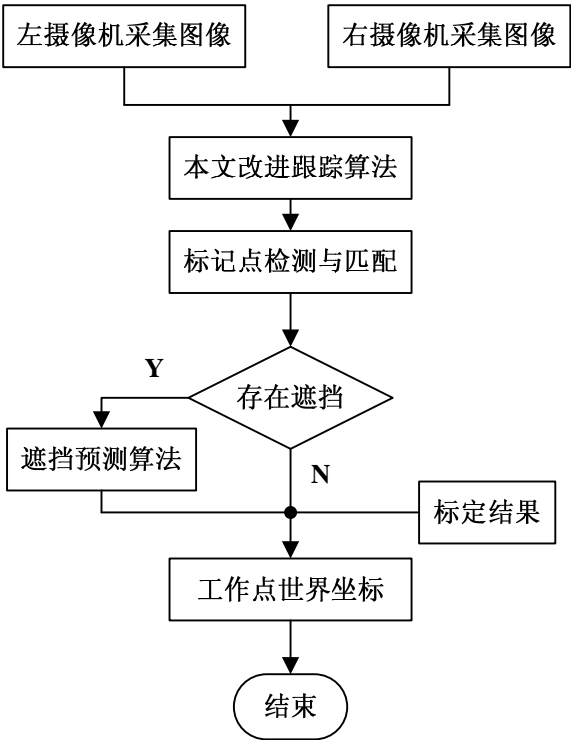 左摄像机采集图像
右摄像机采集图像
本文改进跟踪算法
标记点检测与匹配
存在遮挡
Y
遮挡预测算法
N
标定结果
工作点世界坐标
结束